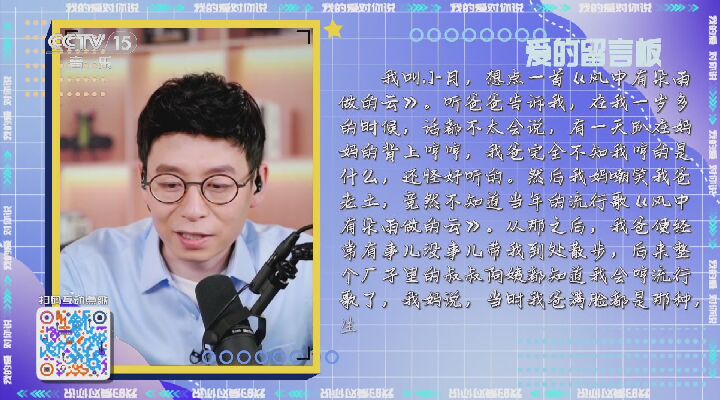 我的爱对你说
CCTV 15
音乐
爱的留言板
我叫小月，想点一首《风中有朵雨
做的云》。听爸爸告诉我，在我一岁多
的时候，话都不太会说，有一天趴在妈
妈的背上哼哼，我爸完全不知我哼的是
什么，还怪好听的。然后我妈嘲笑我爸
老土，竟然不知道当年的流行歌《风中
有朵雨做的云》。从那之后，我爸便经
常有事儿没事儿带我到处散步，后来整
个厂子里的叔叔阿姨都知道我会哼流行
歌了，我妈说，当时我爸满脸都是那种，
生
扫码互动点歌